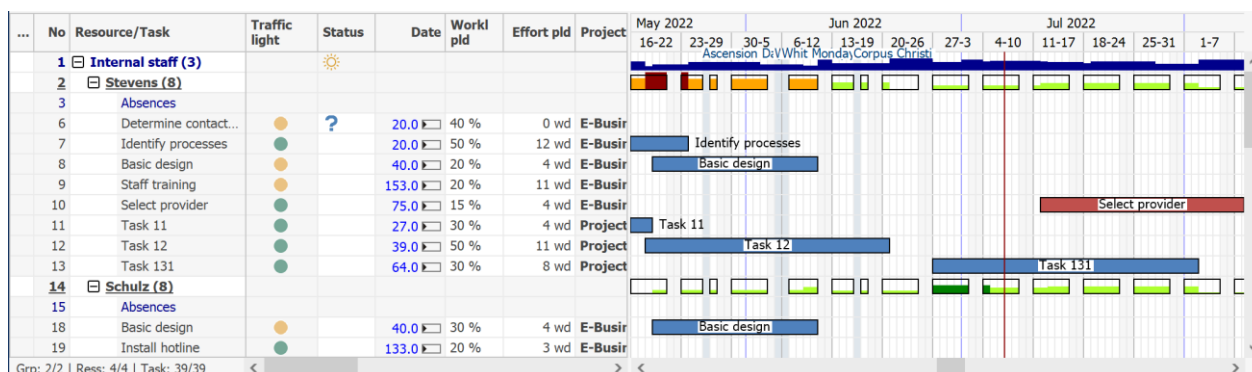 May 2022 Jun 2022 Jul 2022
... No Resource/Task Traffic light Status Date Workl pld Effort pld Project
16-22 23-29 30-5 6-12 13-19 20-26 27-3 4-10 11-17 18-24 25-31 1-7
Whit Monday Corpus Christi
1 Internal staff (3)
2 Stevens (8)
3 Absences
6 Determine contact... ? 20.0 40 % 0 wd E-Busir
7 Identify processes 20.0 50 % 12 wd E-Busir Identify processes
8 Basic design 40.0 20 % 4 wd E-Busir Basic design
9 Staff training 153.0 20 % 11 wd E-Busir
10 Select provider 75.0 15 % 4 wd E-Busir Select provider
11 Task 11 27.0 30 % 4 wd Project Task 11
12 Task 12 39.0 50 % 11 wd Project Task 12
13 Task 131 64.0 30 % 8 wd Project Task 131
14 Schulz (8)
15 Absences
18 Basic design 40.0 30 % 4 wd E-Busir Basic design
19 Install hotline 133.0 20 % 3 wd E-Busir
Grp: 2/2 | Ress: 4/4 | Task: 39/39